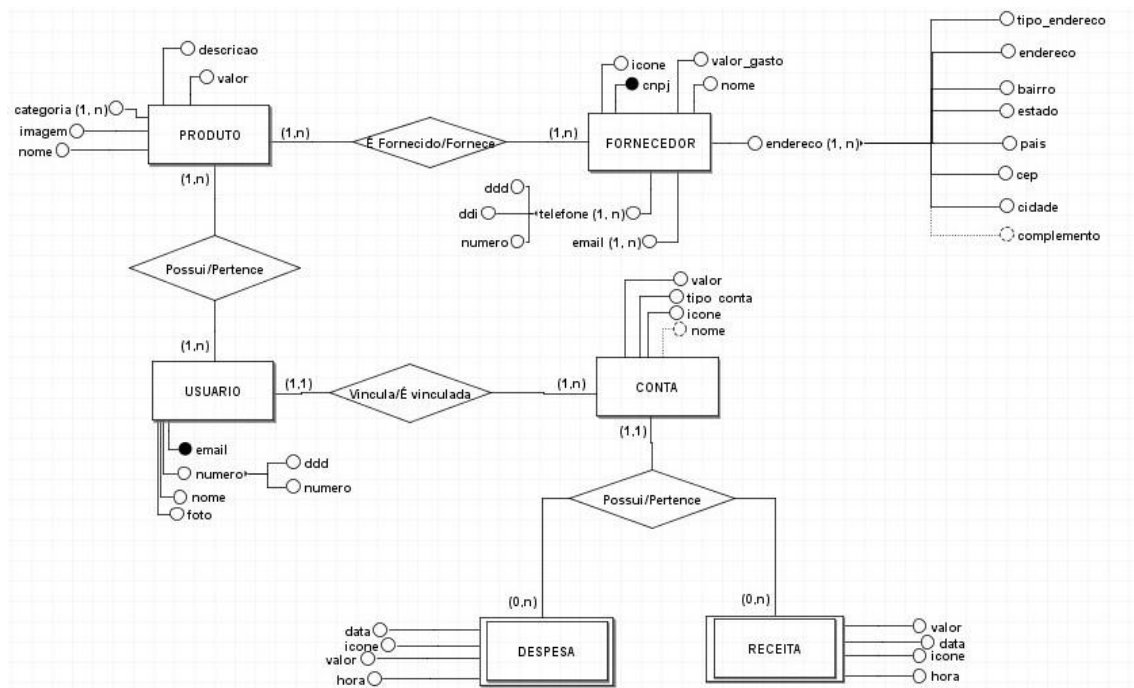 descricao
valor
categoria (1, n)
imagem
nome
PRODUTO
(1,n)
É Fornecido/Fornece
(1,n)
icone
cnpj
valor_gasto
nome
FORNECEDOR
endereco (1, n)
tipo_endereco
endereco
bairro
estado
pais
cep
cidade
complemento
ddd
ddi
numero
telefone (1, n)
email (1, n)
(1,n)
Possui/Pertence
(1,n)
USUARIO
(1,1)
Vincula/É vinculada
(1,n)
valor
tipo_conta
icone
nome
CONTA
(1,1)
email
numero
ddd
numero
nome
foto
Possui/Pertence
(0,n)
(0,n)
data
icone
valor
hora
DESPESA
RECEITA
valor
data
icone
hora